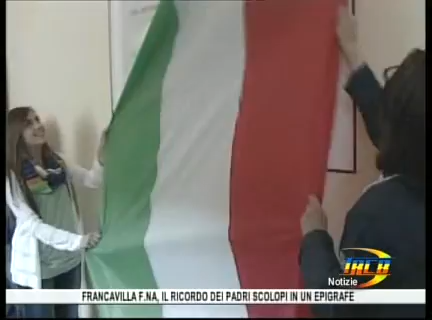 Notizie
FRANCAVILLA F.NA, IL RICORDO DEI PADRI SCOLOPI IN UN EPIGRAFE